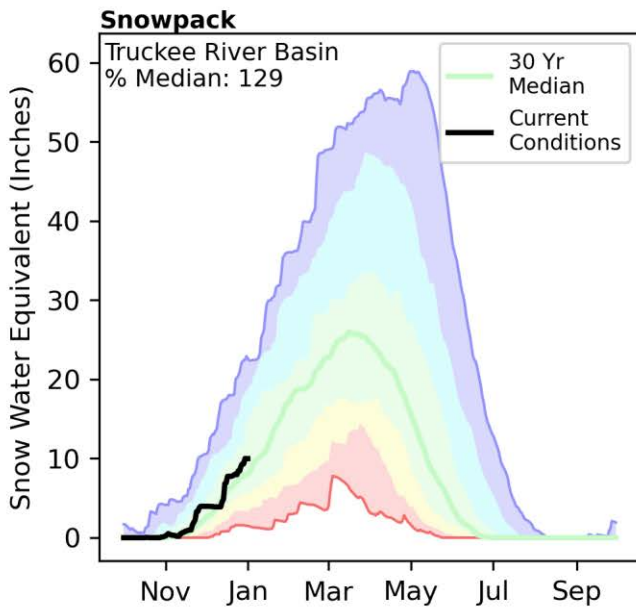 Snowpack
Truckee River Basin
% Median: 129
30 Yr
Median
Current
Conditions
Snow Water Equivalent (Inches)
60
50
40
30
20
10
0
Nov
Jan
Mar
May
Jul
Sep